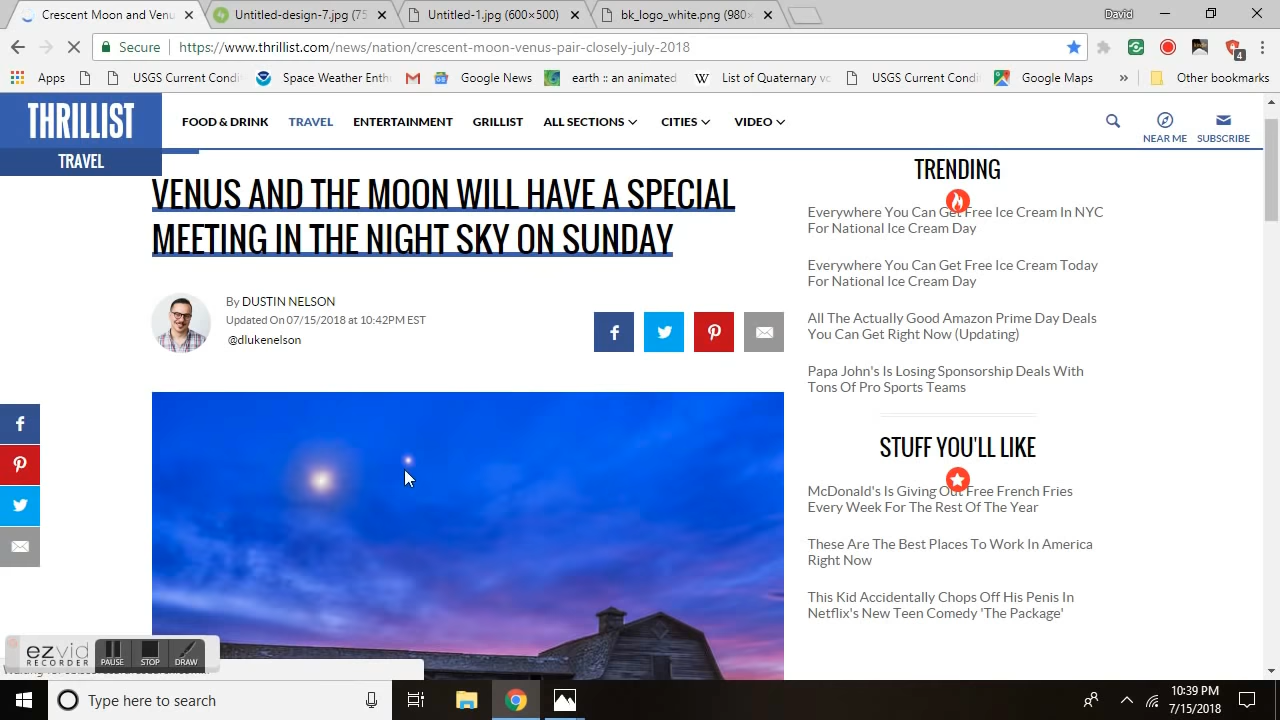 Crescent Moon and Venu
Untitled-design-7.jpg (75
Untitled-1.jpg (600×500)
David
Secure
https://www.thrillist.com/news/nation/crescent-moon-venus-pair-closely-july-2018
4
Apps
USGS Current Condi
Space Weather Enth
Google News
earth :: an animated
W
List of Quaternary vo
USGS Current Condi
Google Maps
»
Other bookmarks
THRILLIST
FOOD & DRINK
TRAVEL
ENTERTAINMENT
GRILLIST
ALL SECTIONS
CITIES
VIDEO
NEAR ME
SUBSCRIBE
TRAVEL
VENUS AND THE MOON WILL HAVE A SPECIAL
MEETING IN THE NIGHT SKY ON SUNDAY
By DUSTIN NELSON
Updated On 07/15/2018 at 10:42PM EST
@dlukenelson
TRENDING
Everywhere You Can Get Free Ice Cream In NYC
For National Ice Cream Day
Everywhere You Can Get Free Ice Cream Today
For National Ice Cream Day
All The Actually Good Amazon Prime Day Deals
You Can Get Right Now (Updating)
Papa John's Is Losing Sponsorship Deals With
Tons Of Pro Sports Teams
STUFF YOU'LL LIKE
McDonald's Is Giving Out Free French Fries
Every Week For The Rest Of The Year
These Are The Best Places To Work In America
Right Now
This Kid Accidentally Chops Off His Penis In
Netflix's New Teen Comedy 'The Package'
ezvid
RECORDER
PAUSE
STOP
DRAW
Type here to search
10:39 PM
7/15/2018